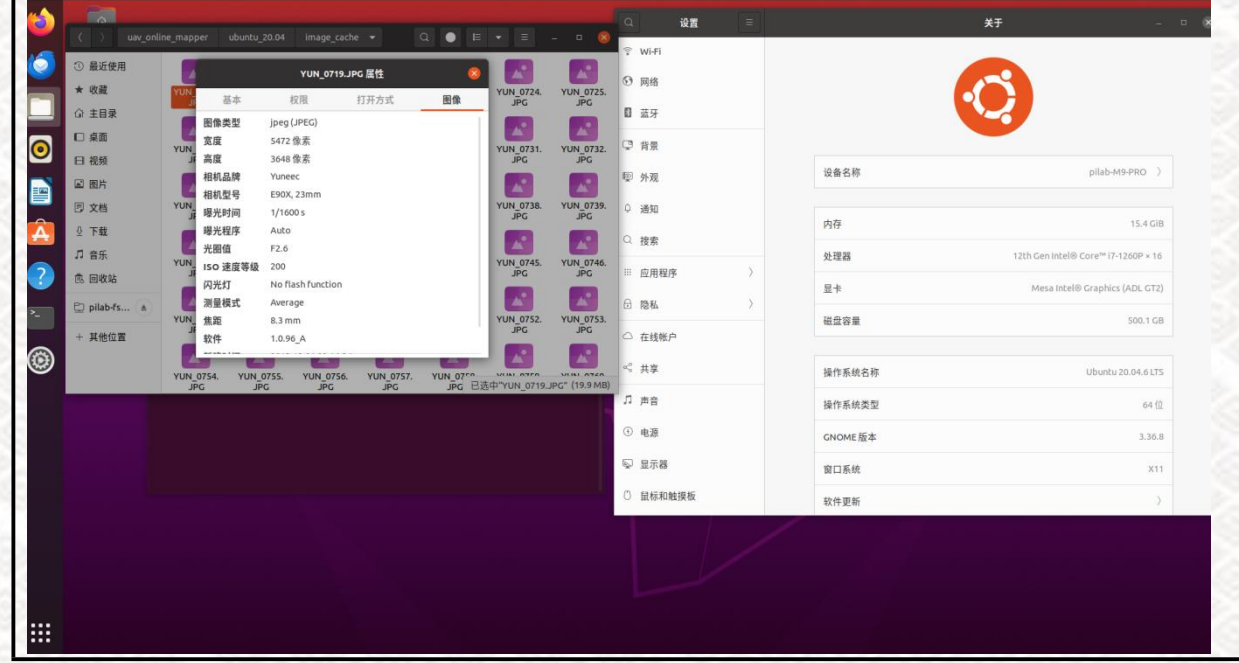 uav_online_mapper ubuntu_20.04 image_cache
最近使用
收藏
主目录
桌面
视频
图片
文档
下载
音乐
回收站
pilab-fs...
+ 其他位置
YUN_0719.JPG 属性
基本 权限 打开方式 图像
图像类型 jpeg (JPEG)
宽度 5472 像素
高度 3648 像素
相机品牌 Yuneec
相机型号 E90X, 23mm
曝光时间 1/1600 s
曝光程序 Auto
光圈值 F2.6
ISO 速度等级 200
闪光灯 No flash function
测量模式 Average
焦距 8.3 mm
软件 1.0.96_A
YUN_0724.JPG YUN_0725.JPG
YUN_0731.JPG YUN_0732.JPG
YUN_0738.JPG YUN_0739.JPG
YUN_0745.JPG YUN_0746.JPG
YUN_0752.JPG YUN_0753.JPG
YUN_0754.JPG YUN_0755.JPG YUN_0756.JPG YUN_0757.JPG
已选中"YUN_0719.JPG" (19.9 MB)
设置
Wi-Fi
网络
蓝牙
背景
外观
通知
搜索
应用程序
隐私
在线帐户
共享
声音
电源
显示器
鼠标和触摸板
关于
设备名称 pilab-M9-PRO
内存 15.4 GiB
处理器 12th Gen Intel® Core™ i7-1260P × 16
显卡 Mesa Intel® Graphics (ADL GT2)
磁盘容量 500.1 GB
操作系统名称 Ubuntu 20.04.6 LTS
操作系统类型 64 位
GNOME 版本 3.36.8
窗口系统 X11
软件更新